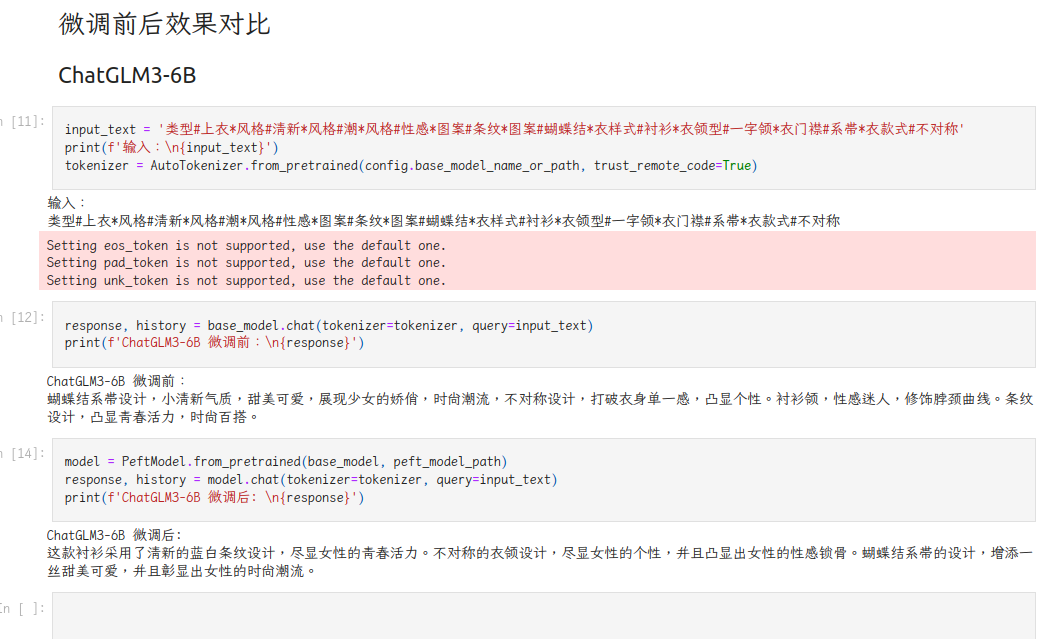 微调前后效果对比
ChatGLM3-6B
n [11]:
input_text = '类型#上衣*风格#清新*风格#潮*风格#性感*图案#条纹*图案#蝴蝶结*衣样式#衬衫*衣领型#一字领*衣门襟#系带*衣款式#不对称'
print(f'输入：\n{input_text}')
tokenizer = AutoTokenizer.from_pretrained(config.base_model_name_or_path, trust_remote_code=True)
输入：
类型#上衣*风格#清新*风格#潮*风格#性感*图案#条纹*图案#蝴蝶结*衣样式#衬衫*衣领型#一字领*衣门襟#系带*衣款式#不对称
Setting eos_token is not supported, use the default one.
Setting pad_token is not supported, use the default one.
Setting unk_token is not supported, use the default one.
n [12]:
response, history = base_model.chat(tokenizer=tokenizer, query=input_text)
print(f'ChatGLM3-6B 微调前：\n{response}')
ChatGLM3-6B 微调前：
蝴蝶结系带设计，小清新气质，甜美可爱，展现少女的娇俏，时尚潮流，不对称设计，打破衣身单一感，凸显个性。衬衫领，性感迷人，修饰脖颈曲线。条纹
设计，凸显青春活力，时尚百搭。
n [14]:
model = PeftModel.from_pretrained(base_model, peft_model_path)
response, history = model.chat(tokenizer=tokenizer, query=input_text)
print(f'ChatGLM3-6B 微调后: \n{response}')
ChatGLM3-6B 微调后:
这款衬衫采用了清新的蓝白条纹设计，尽显女性的青春活力。不对称的衣领设计，尽显女性的个性，并且凸显出女性的性感锁骨。蝴蝶结系带的设计，增添一
丝甜美可爱，并且彰显出女性的时尚潮流。
In [ ]: